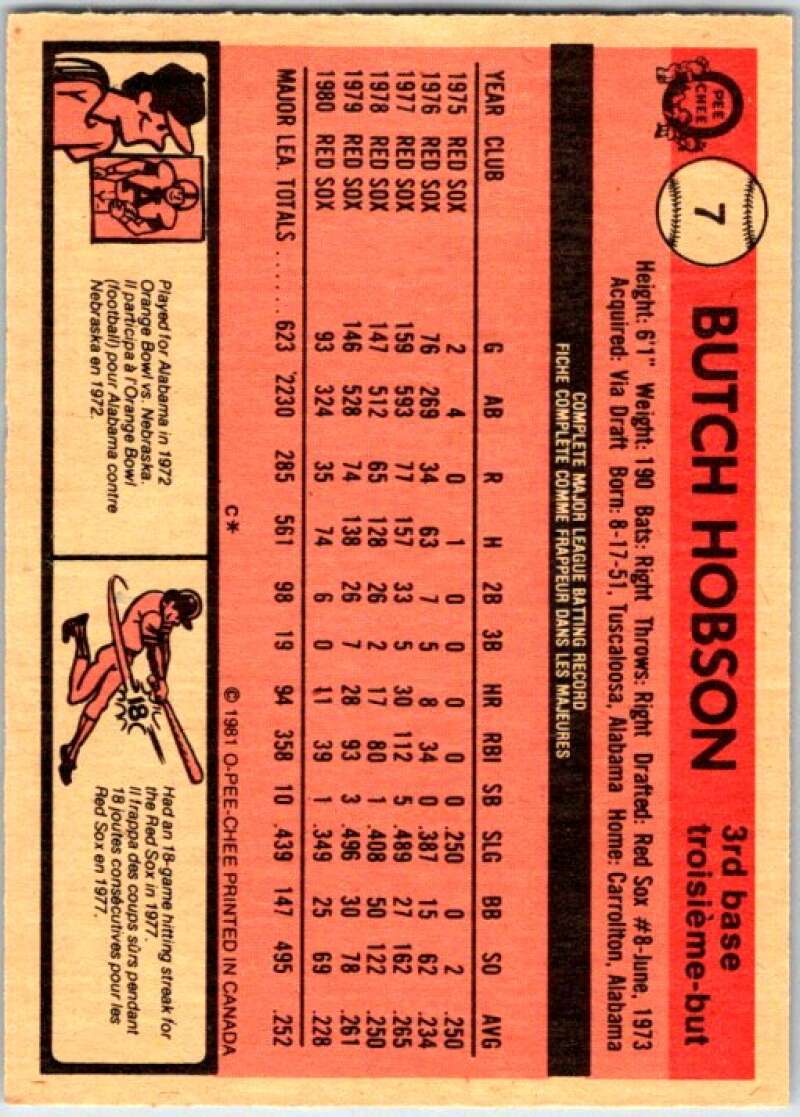 O
PEE
CHEE
7
BUTCH HOBSON
3rd base
troisième-but
Height: 6'1" Weight: 190 Bats: Right Throws: Right Drafted: Red Sox #8-June, 1973
Acquired: Via Draft Born: 8-17-51, Tuscaloosa, Alabama Home: Carrollton, Alabama
COMPLETE MAJOR LEAGUE BATTING RECORD
FICHE COMPLETE COMME FRAPPEUR DANS LES MAJEURES
YEAR CLUB G AB R H 2B 3B HR RBI SB SLG BB SO AVG
1975 RED SOX 2 4 0 1 0 0 0 0 0 .250 0 2 .250
1976 RED SOX 76 269 34 63 7 5 8 34 0 .387 15 62 .234
1977 RED SOX 159 593 77 157 33 5 30 112 5 .489 27 162 .265
1978 RED SOX 147 512 65 128 26 2 17 80 1 .408 50 122 .250
1979 RED SOX 146 528 74 138 26 7 28 93 3 .496 30 78 .261
1980 RED SOX 93 324 35 74 6 0 11 39 1 .349 25 69 .228
MAJOR LEA. TOTALS ...... 623 2230 285 561 98 19 94 358 10 .439 147 495 .252
C* © 1981 O-PEE-CHEE PRINTED IN CANADA
Played for Alabama in 1972
Orange Bowl vs. Nebraska.
Il participa à l'Orange Bowl
(football) pour Alabama contre
Nebraska en 1972.
18
Had an 18-game hitting streak for
the Red Sox in 1977.
Il frappa des coups sûrs pendant
18 joutes consécutives pour les
Red Sox en 1977.